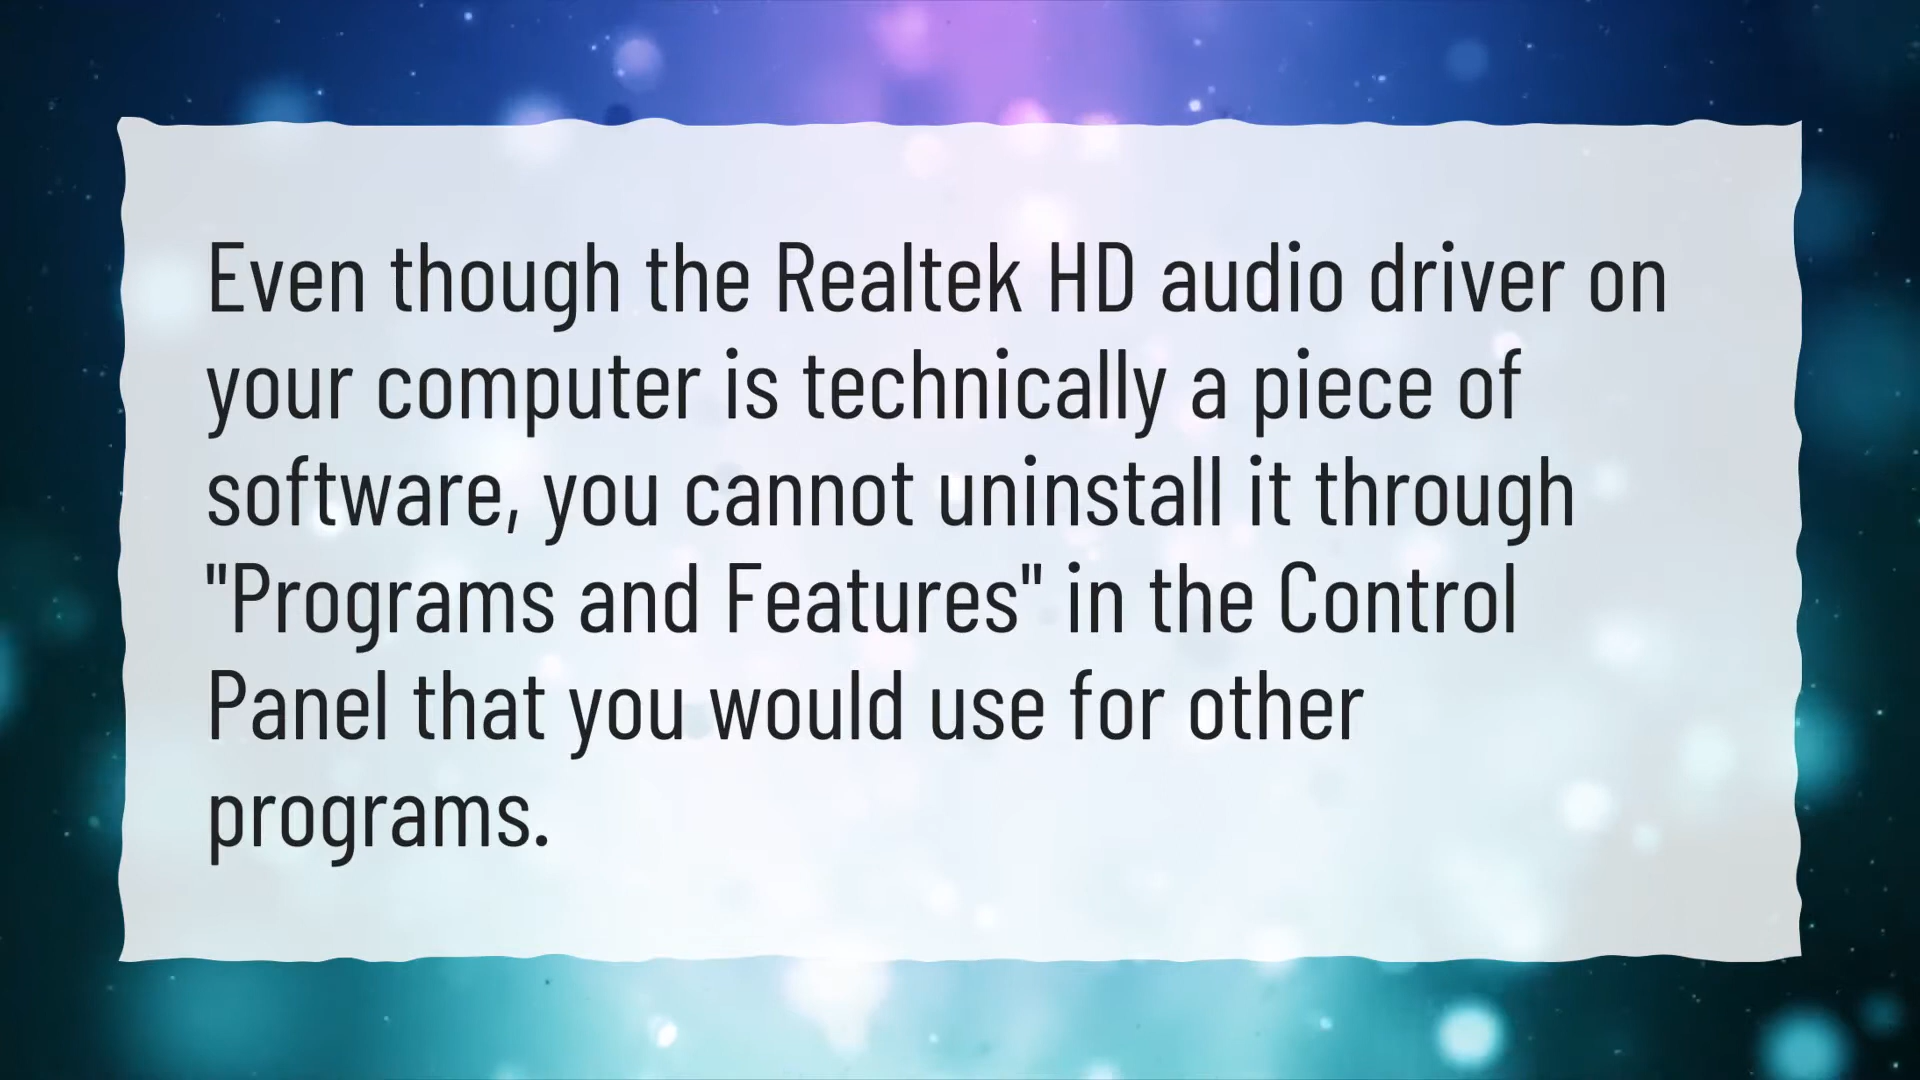 Even though the Realtek HD audio driver on
your computer is technically a piece of
software, you cannot uninstall it through
"Programs and Features" in the Control
Panel that you would use for other
programs.